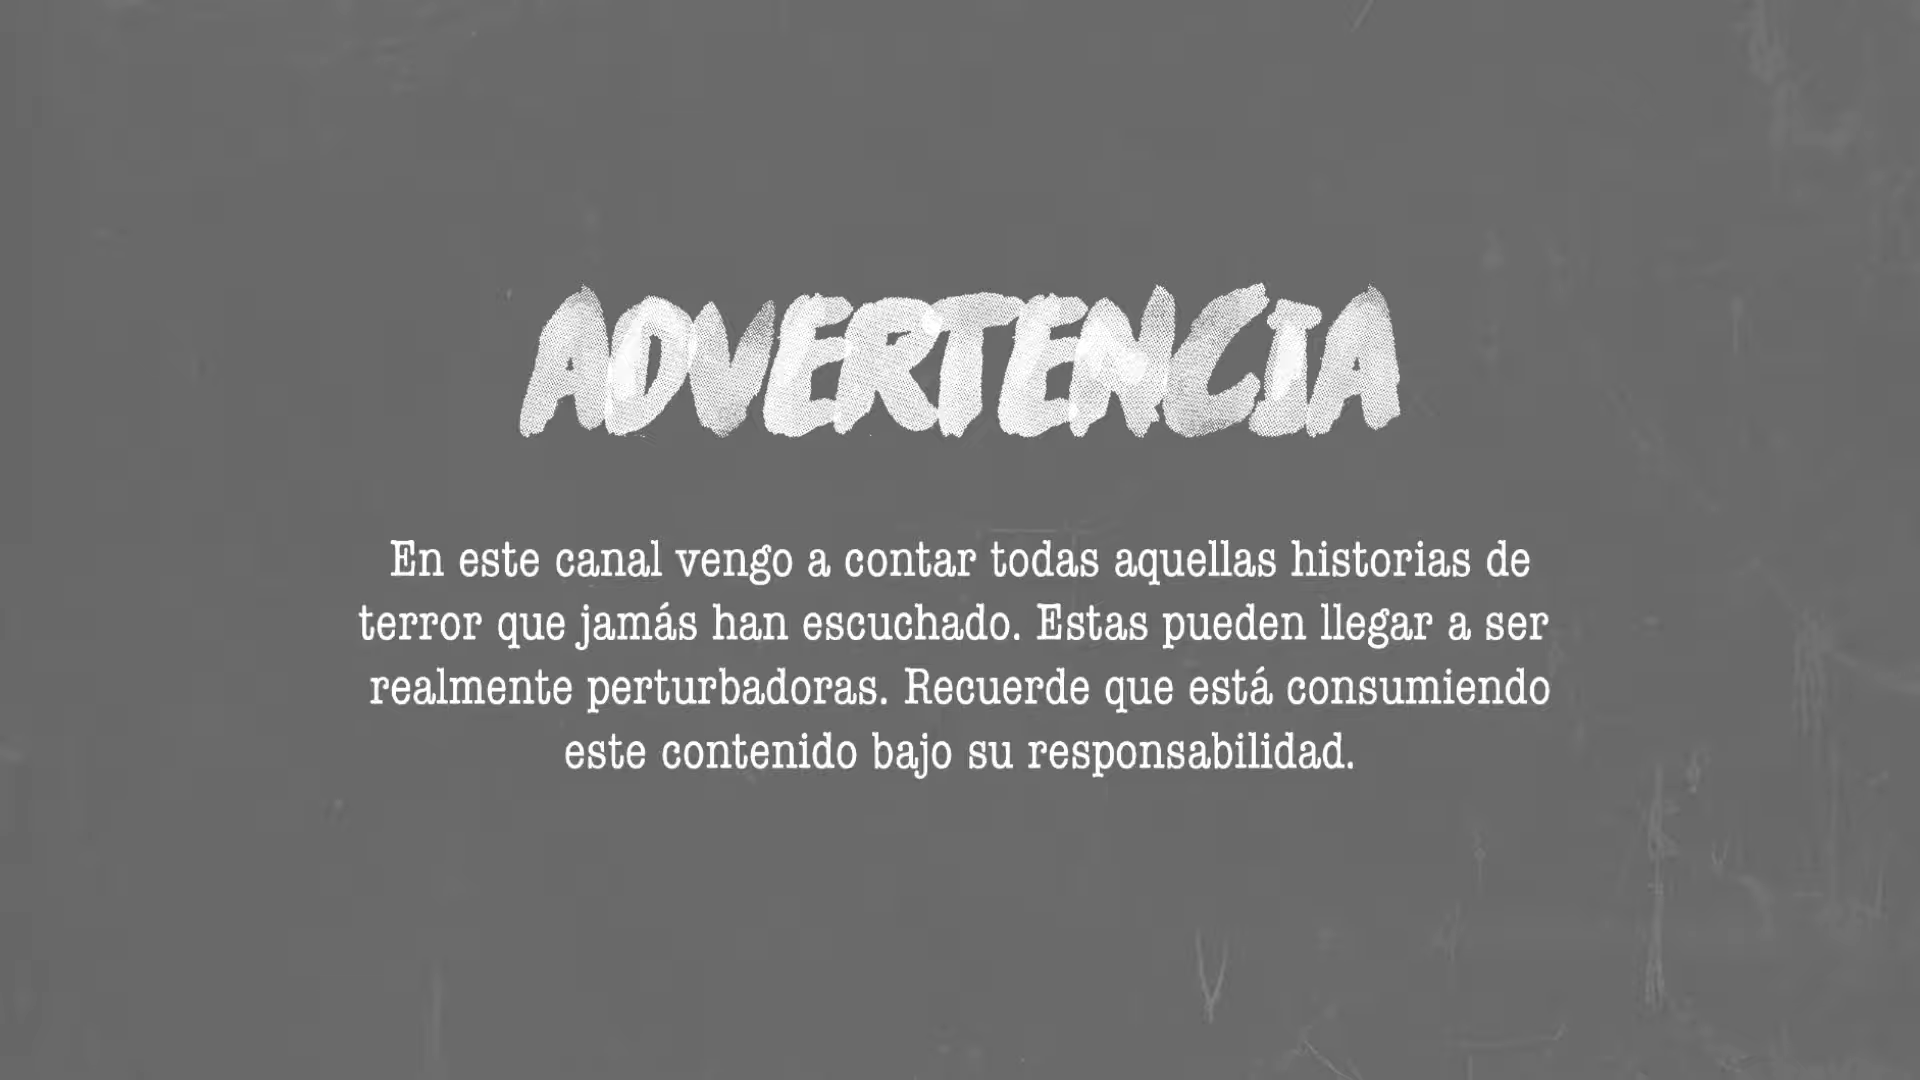 ADVERTENCIA
En este canal vengo a contar todas aquellas historias de
terror que jamás han escuchado. Estas pueden llegar a ser
realmente perturbadoras. Recuerde que está consumiendo
este contenido bajo su responsabilidad.